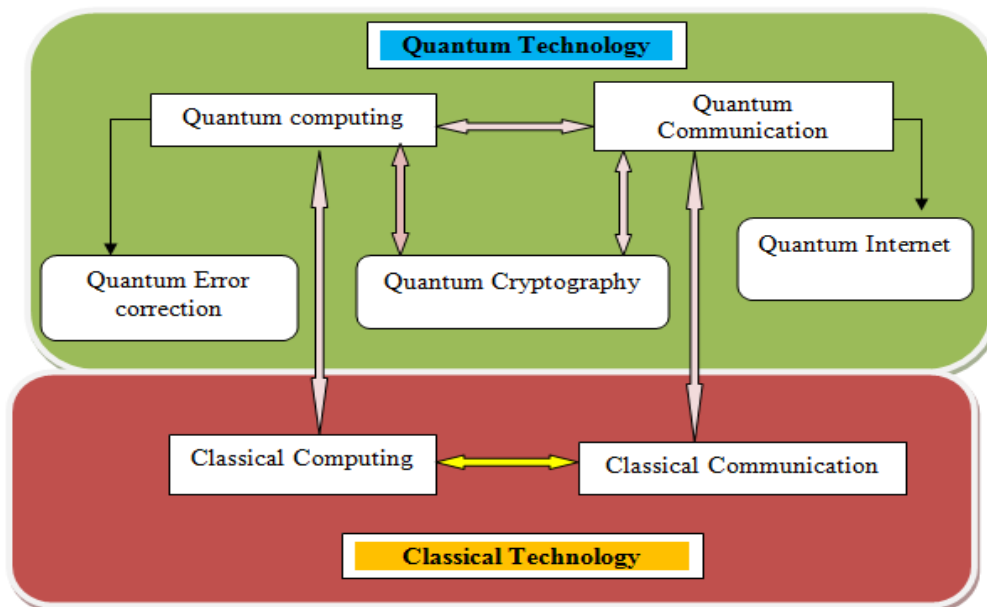 Quantum Technology
Quantum computing
Quantum
Communication
Quantum Internet
Quantum Error
correction
Quantum Cryptography
Classical Computing
Classical Communication
Classical Technology